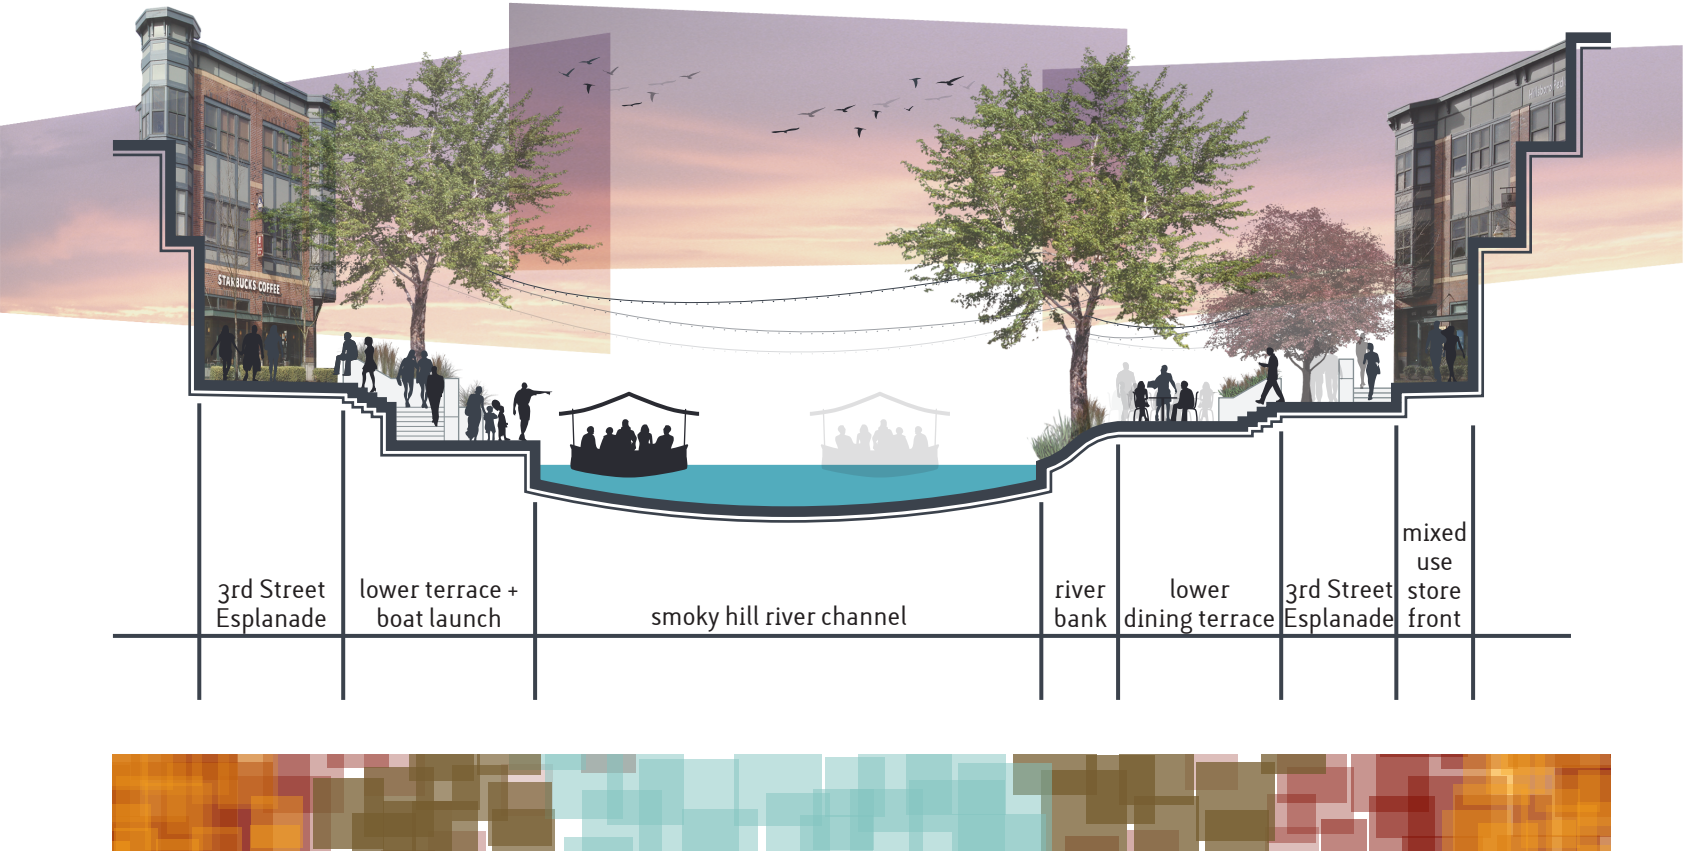 STARBUCKS COFFEE
3rd Street
Esplanade
lower terrace +
boat launch
smoky hill river channel
river
bank
lower
dining terrace
3rd Street
Esplanade
mixed
use
store
front